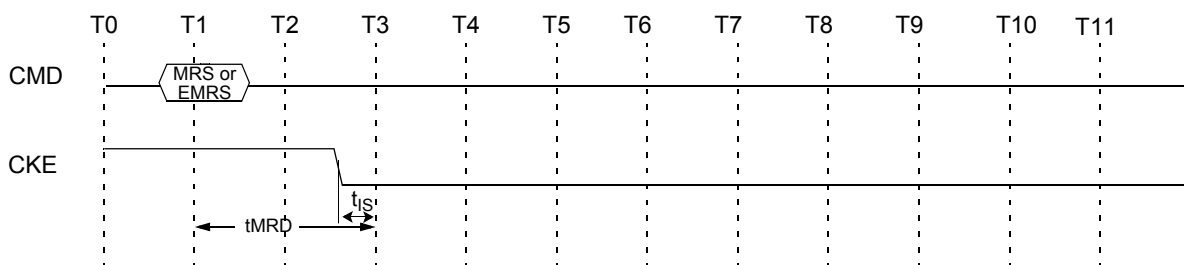 T0 T1 T2 T3 T4 T5 T6 T7 T8 T9 T10 T11
CMD
MRS or
EMRS
CKE
tIS
tMRD